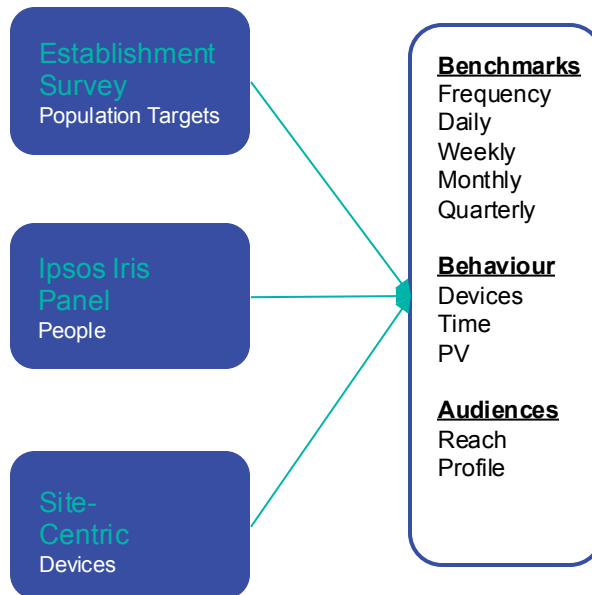 Establishment
Survey
Population Targets
Ipsos Iris
Panel
People
Site-
Centric
Devices
Benchmarks
Frequency
Daily
Weekly
Monthly
Quarterly
Behaviour
Devices
Time
PV
Audiences
Reach
Profile